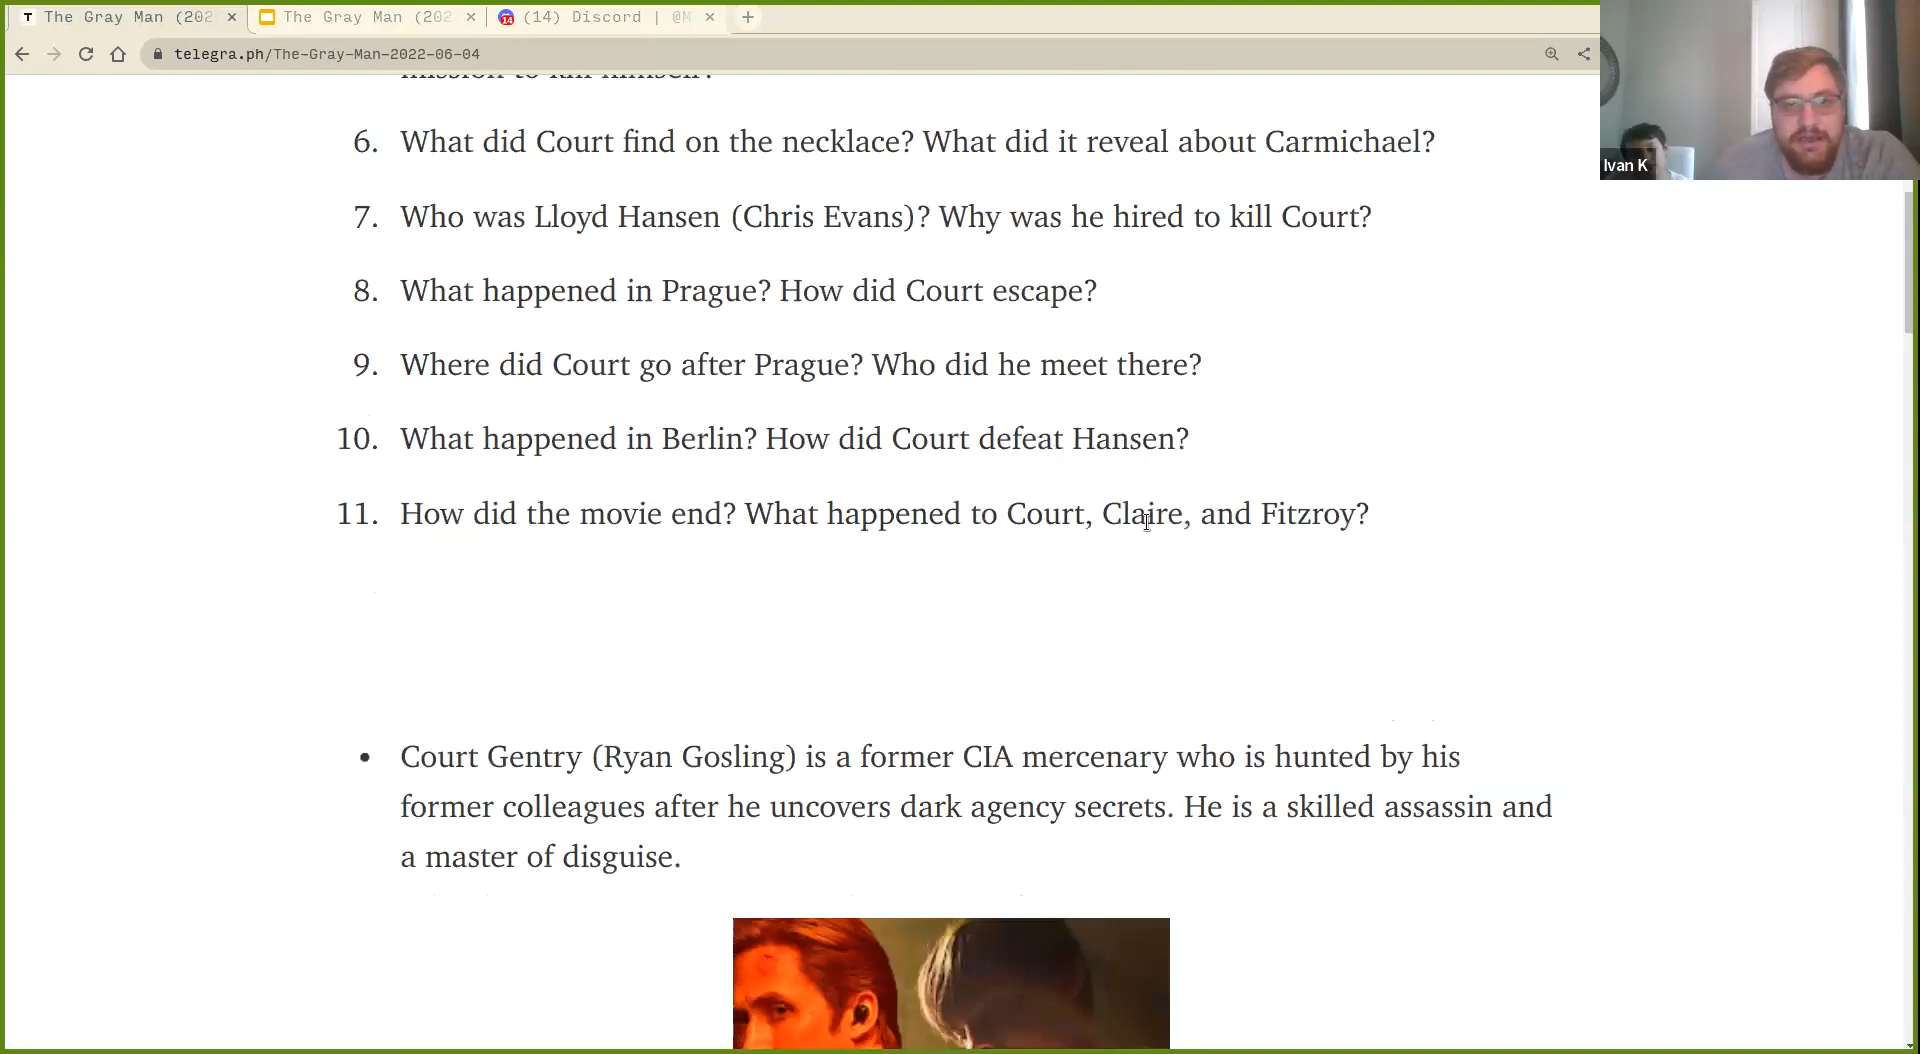 The Gray Man (202
The Gray Man (202
14
(14) Discord | @M
telegra.ph/The-Gray-Man-2022-06-04
Ivan K
mission to kill himself?
6. What did Court find on the necklace? What did it reveal about Carmichael?
7. Who was Lloyd Hansen (Chris Evans)? Why was he hired to kill Court?
8. What happened in Prague? How did Court escape?
9. Where did Court go after Prague? Who did he meet there?
10. What happened in Berlin? How did Court defeat Hansen?
11. How did the movie end? What happened to Court, Claire, and Fitzroy?
• Court Gentry (Ryan Gosling) is a former CIA mercenary who is hunted by his
former colleagues after he uncovers dark agency secrets. He is a skilled assassin and
a master of disguise.